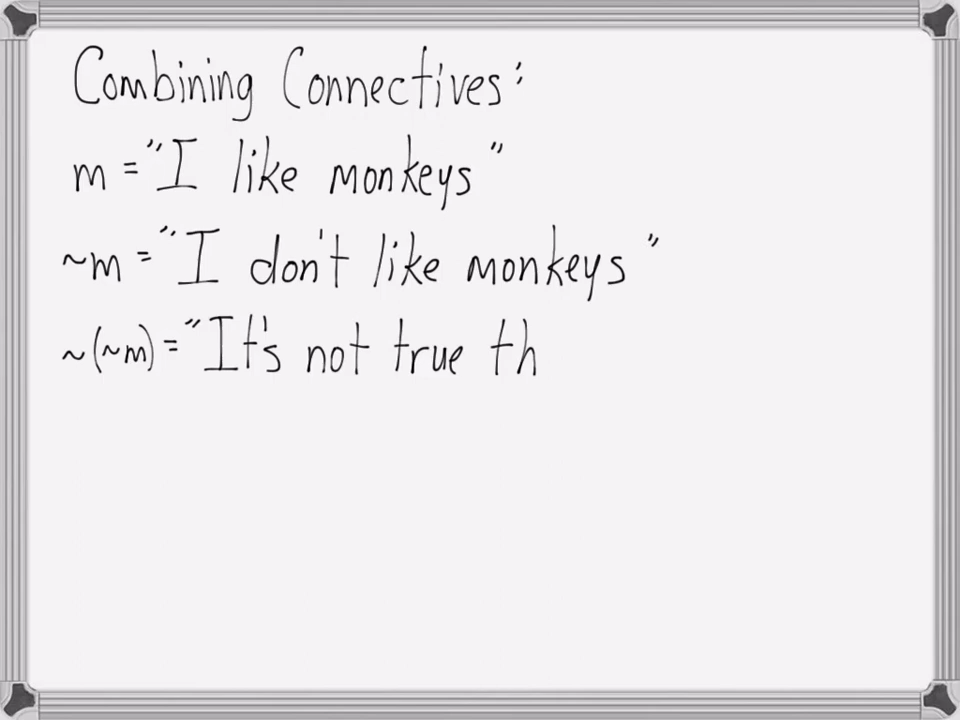 Combining Connectives:
m = "I like monkeys"
~m = "I don't like monkeys"
~(~m) = "It's not true th